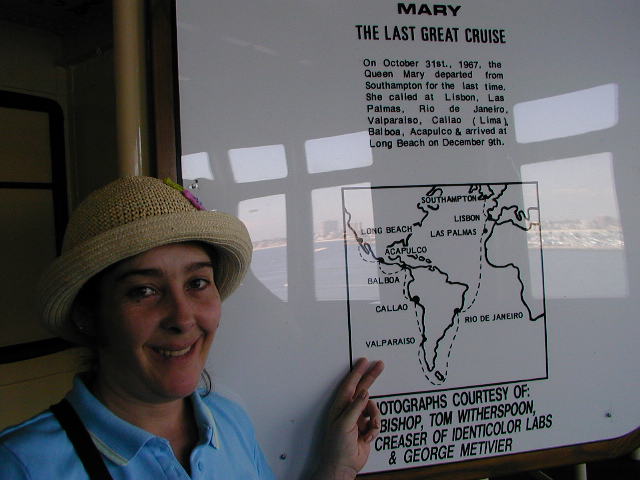 MARY
THE LAST GREAT CRUISE
On October 31st., 1967, the
Queen Mary departed from
Southampton for the last time.
She called at Lisbon, Las
Palmas, Rio de Janeiro,
Valparaiso, Callao (Lima),
Balboa, Acapulco & arrived at
Long Beach on December 9th.
SOUTHAMPTON
LISBON
LONG BEACH
LAS PALMAS
ACAPULCO
BALBOA
CALLAO
RIO DE JANEIRO
VALPARAISO
OTOGRAPHS COURTESY OF:
BISHOP, TOM WITHERSPOON,
CREASER OF IDENTICOLOR LABS
& GEORGE METIVIER